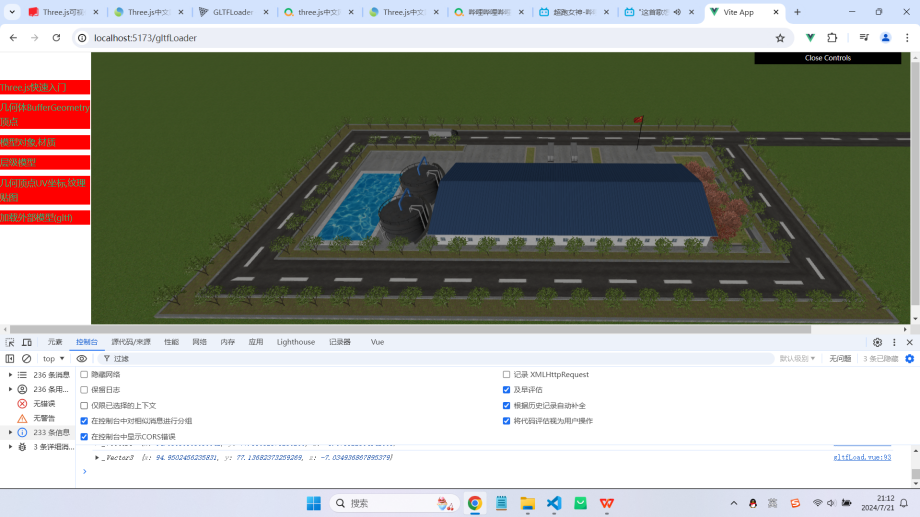 Three.js可视
Three.js中文
GLTFLoader
three.js中文
Three.js中文
哔哩哔哩
超跑女神-哔
"这首歌
Vite App
localhost:5173/gltfLoader
Close Controls
Three.js快速入门
几何体BufferGeometry
顶点
模型对象,材质
层级模型
几何顶点UV坐标,纹理
贴图
加载外部模型(gltf)
元素
控制台
源代码/来源
性能
网络
内存
应用
Lighthouse
记录器
Vue
top
过滤
默认级别
无问题
3 条已隐藏
236 条消息
236 条用...
无错误
无警告
233 条信息
3 条详细消...
隐藏网络
保留日志
仅限已选择的上下文
在控制台中对相似消息进行分组
在控制台中显示CORS错误
记录 XMLHttpRequest
及早评估
根据历史记录自动补全
将代码评估视为用户操作
_Vector3 {x: 94.9502456235831, y: 77.13682373259269, z: -7.034936867895379}
gltfLoad.vue:93
搜索
英
21:12
2024/7/21